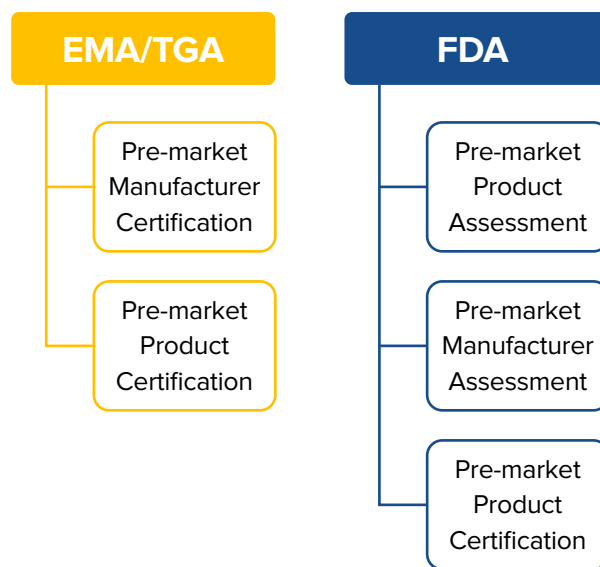 EMA/TGA
Pre-market
Manufacturer
Certification
Pre-market
Product
Certification
FDA
Pre-market
Product
Assessment
Pre-market
Manufacturer
Assessment
Pre-market
Product
Certification